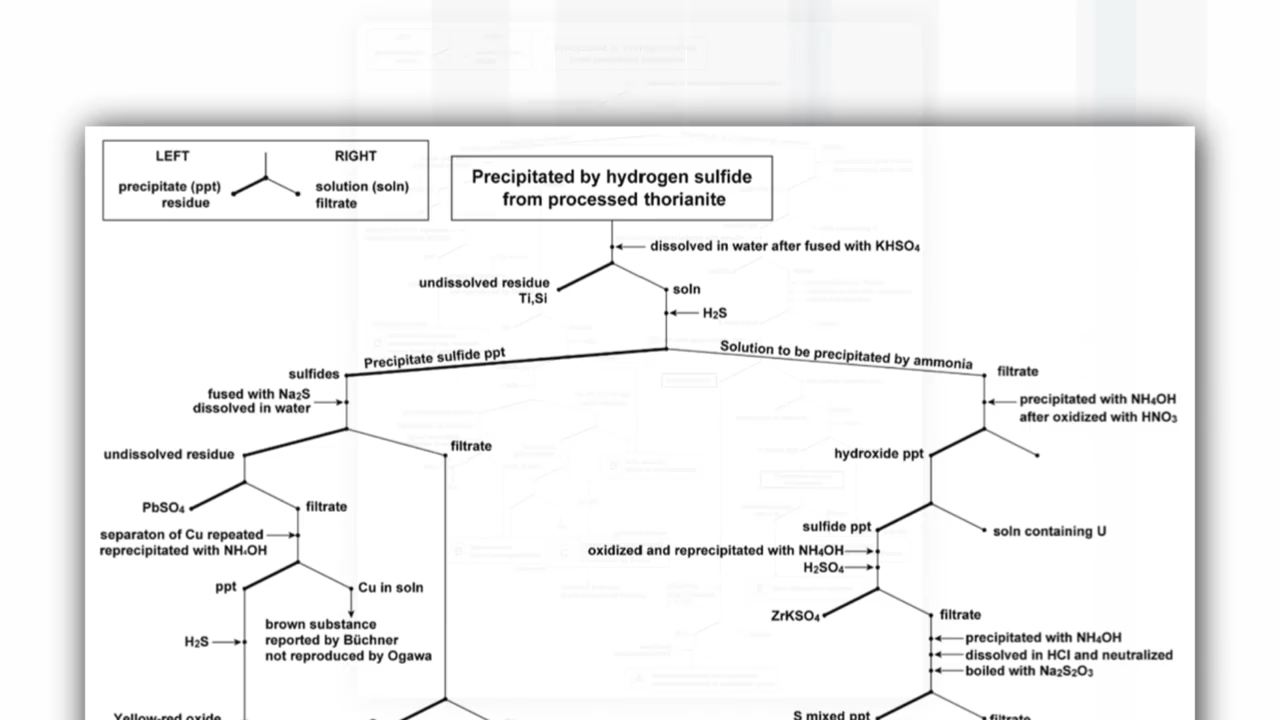 LEFT
RIGHT
precipitate (ppt)
residue
solution (soln)
filtrate
Precipitated by hydrogen sulfide
from processed thorianite
dissolved in water after fused with KHSO₄
undissolved residue
Ti,Si
soln
H₂S
Precipitate sulfide ppt
Solution to be precipitated by ammonia
sulfides
filtrate
fused with Na₂S
dissolved in water
precipitated with NH₄OH
after oxidized with HNO₃
undissolved residue
filtrate
hydroxide ppt
PbSO₄
filtrate
separaton of Cu repeated
reprecipitated with NH₄OH
sulfide ppt
soln containing U
oxidized and reprecipitated with NH₄OH
H₂SO₄
ppt
Cu in soln
ZrKSO₄
filtrate
brown substance
reported by Büchner
not reproduced by Ogawa
H₂S
precipitated with NH₄OH
dissolved in HCl and neutralized
boiled with Na₂S₂O₃
Yellow-red oxide
S mixed ppt
filtrate